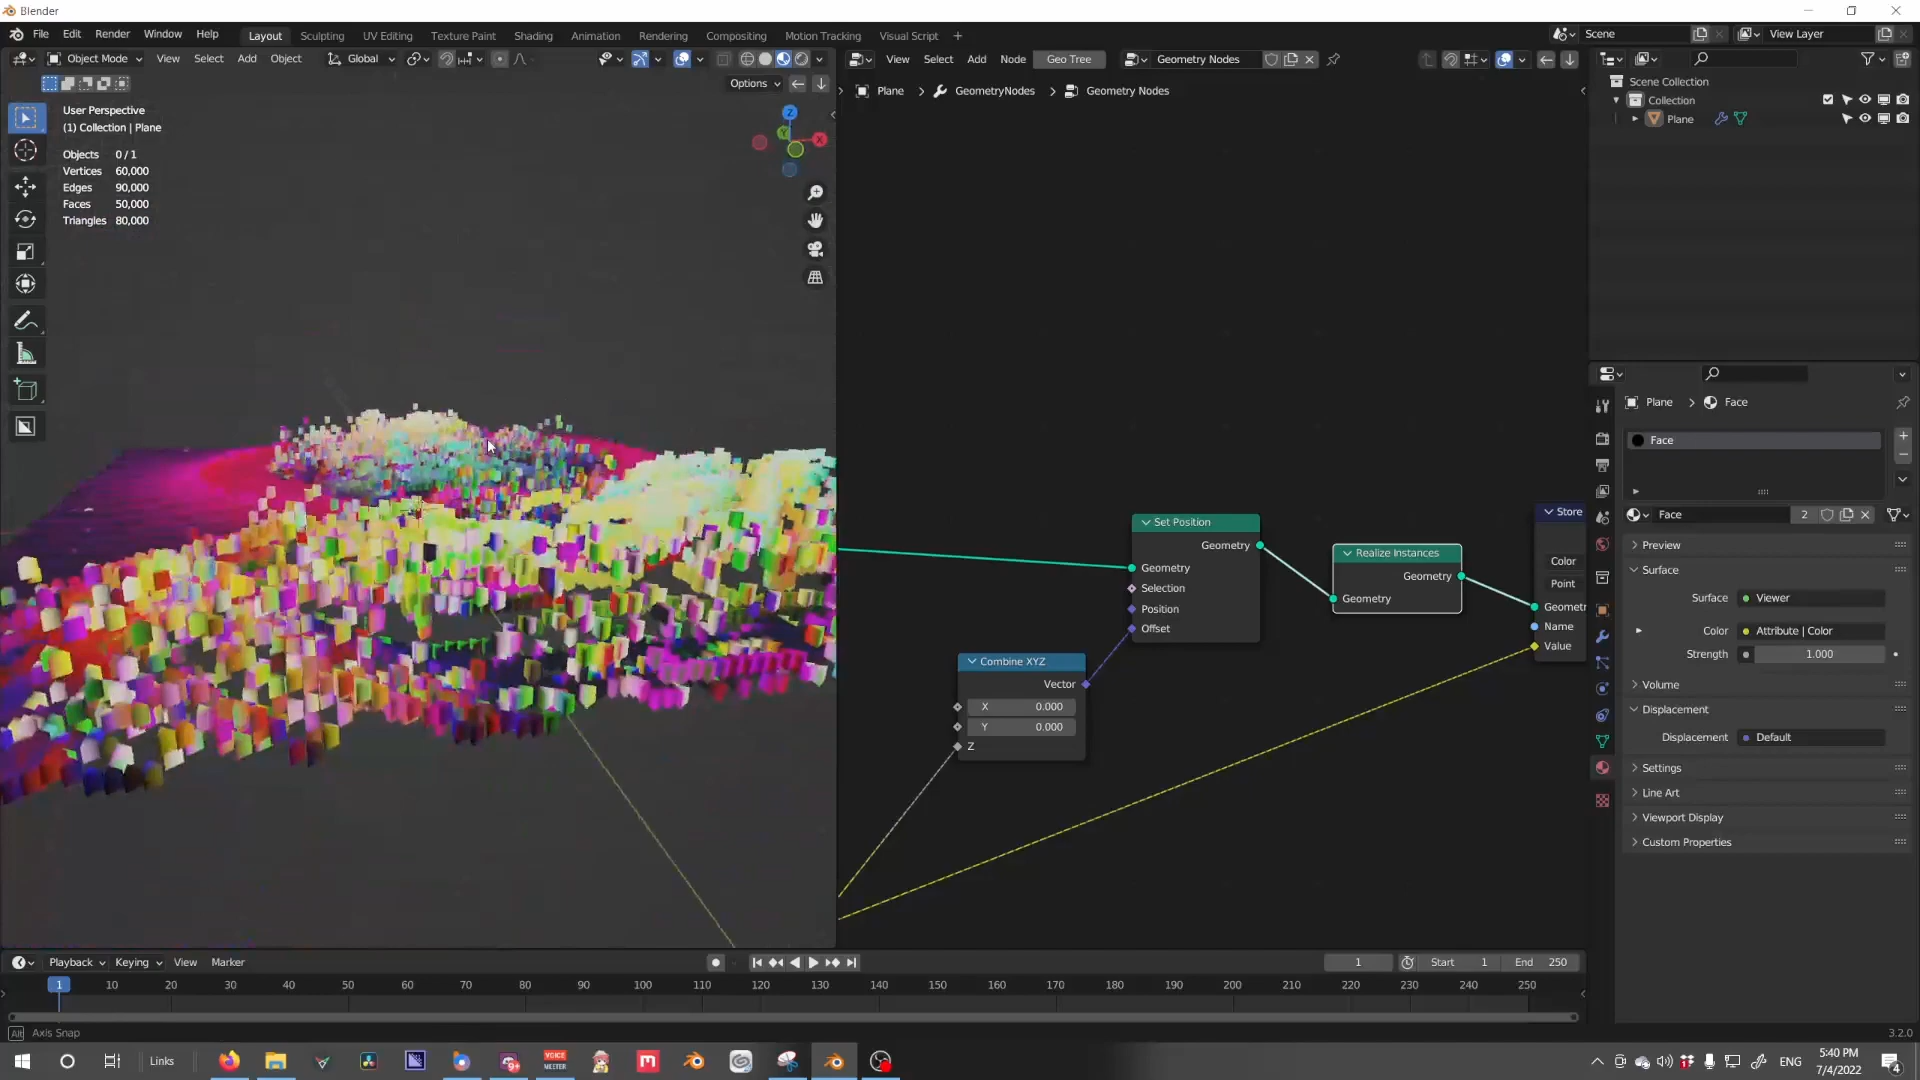 Blender
File Edit Render Window Help Layout Sculpting UV Editing Texture Paint Shading Animation Rendering Compositing Motion Tracking Visual Script + Scene View Layer
Object Mode View Select Add Object Global View Select Add Node Geo Tree Geometry Nodes
Options
Plane > GeometryNodes > Geometry Nodes
Scene Collection
Collection
Plane
User Perspective
(1) Collection | Plane
Objects 0 / 1
Vertices 60,000
Edges 90,000
Faces 50,000
Triangles 80,000
Z
Y
X
Set Position
Geometry
Geometry
Selection
Position
Offset
Realize Instances
Geometry
Geometry
Combine XYZ
Vector
X 0.000
Y 0.000
Z
Store
Color
Point
Geometr
Name
Value
Plane > Face
Face
Face 2
Preview
Surface
Surface Viewer
Color Attribute | Color
Strength 1.000
Volume
Displacement
Displacement Default
Settings
Line Art
Viewport Display
Custom Properties
Playback Keying View Marker 1 Start 1 End 250
1 10 20 30 40 50 60 70 80 90 100 110 120 130 140 150 160 170 180 190 200 210 220 230 240 250
Alt Axis Snap 3.2.0
Links VOICE MEETER 9+ ENG 5:40 PM
7/4/2022 4